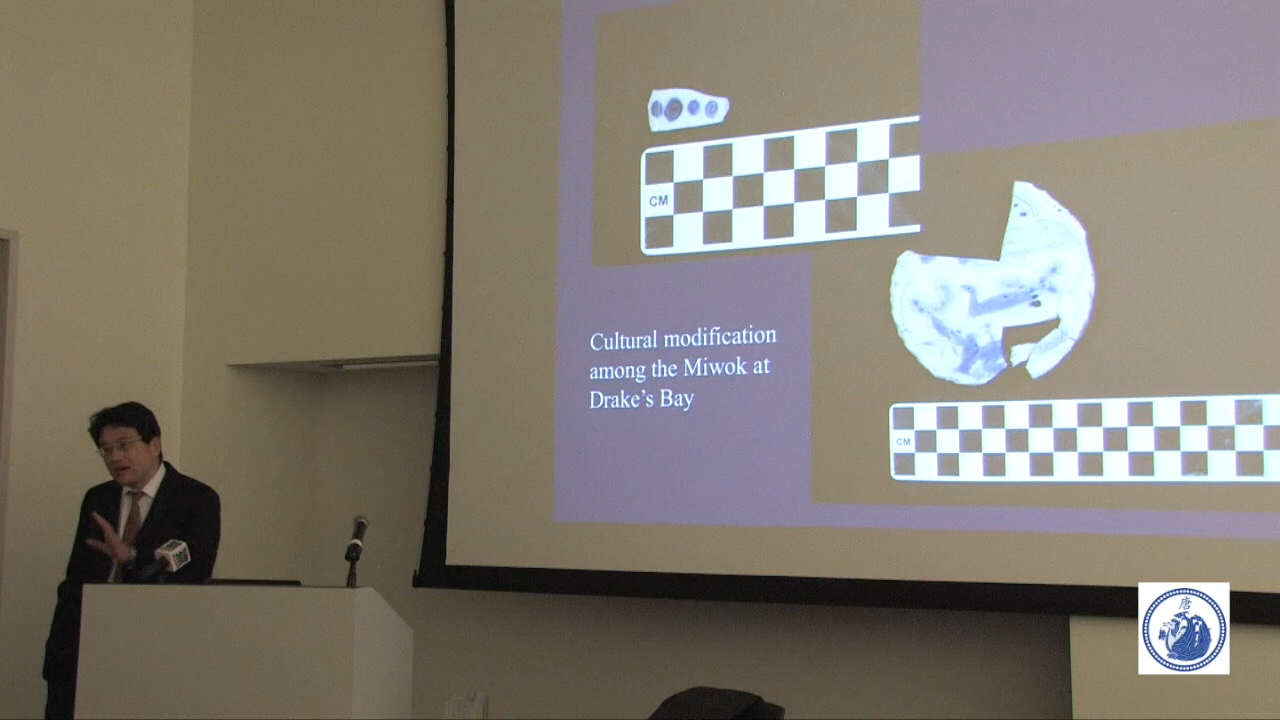 CM
Cultural modification
among the Miwok at
Drake's Bay
CM
唐